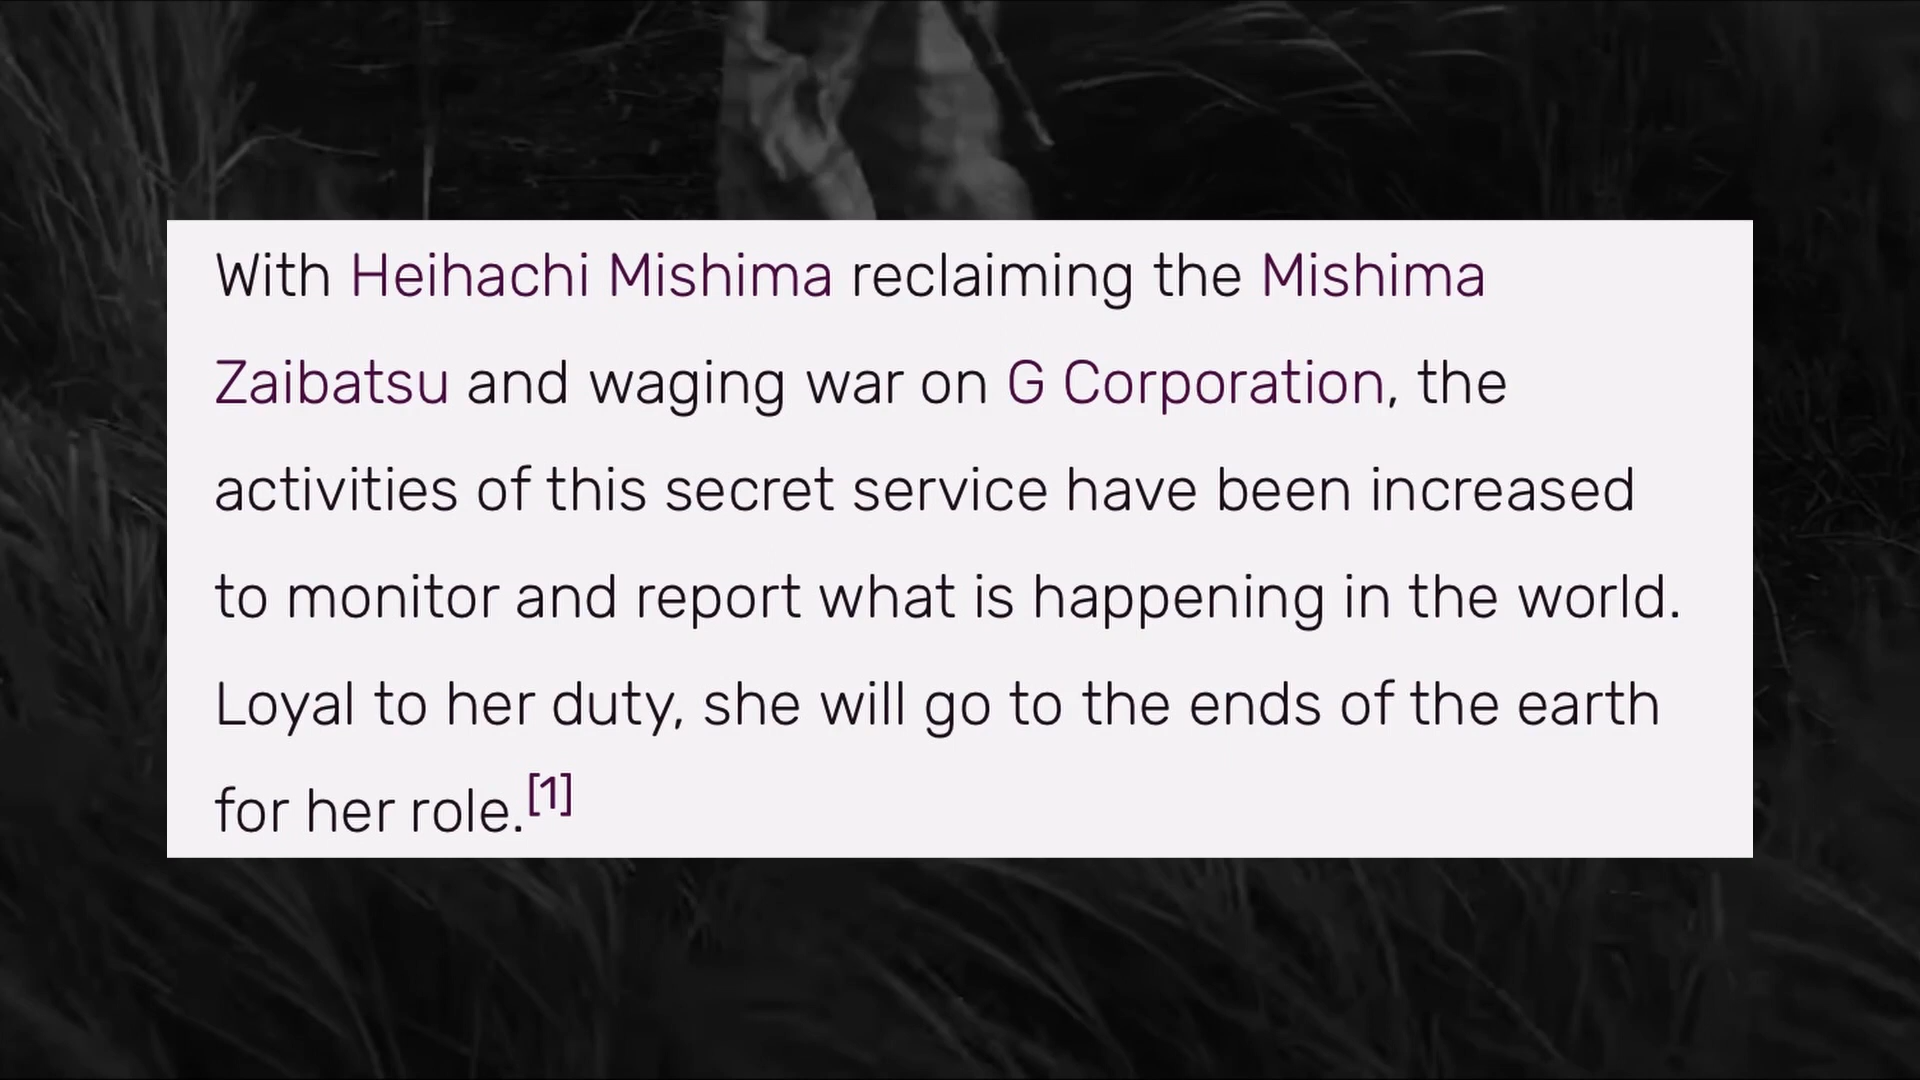 With Heihachi Mishima reclaiming the Mishima
Zaibatsu and waging war on G Corporation, the
activities of this secret service have been increased
to monitor and report what is happening in the world.
Loyal to her duty, she will go to the ends of the earth
for her role.[1]